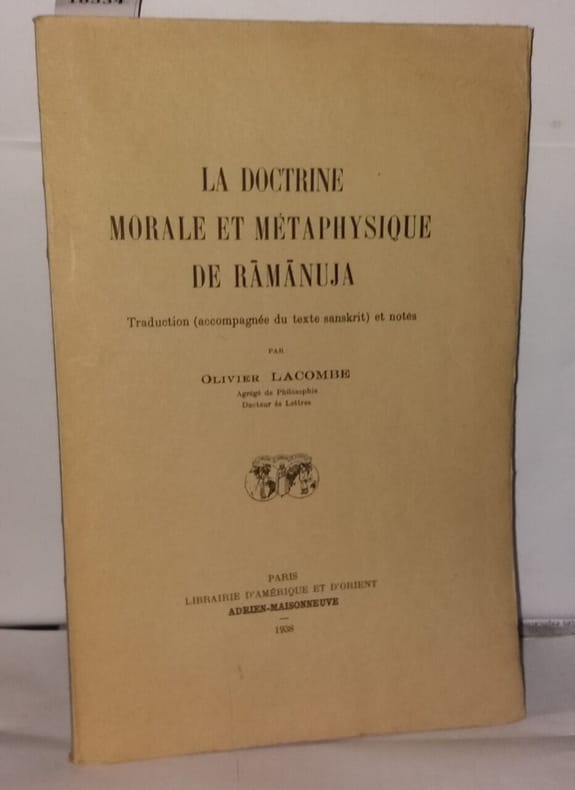 LA DOCTRINE
MORALE ET MÉTAPHYSIQUE
DE RĀMĀNUJA
Traduction (accompagnée du texte sanskrit) et notes
PAR
OLIVIER LACOMBE
Agrégé de Philosophie
Docteur ès Lettres
PARIS
LIBRAIRIE D'AMÉRIQUE ET D'ORIENT
ADRIEN-MAISONNEUVE
1938